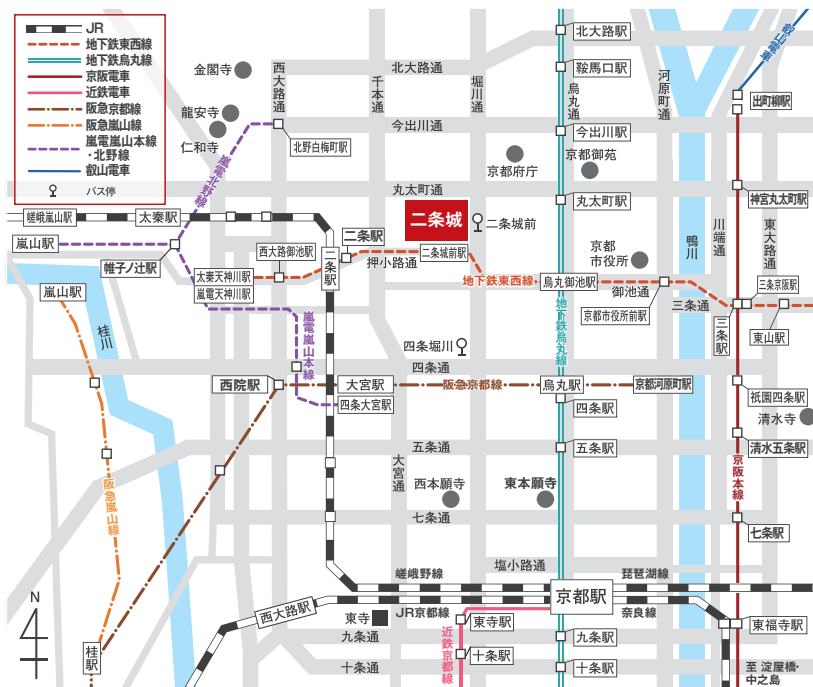 JR
地下鉄東西線
地下鉄烏丸線
京阪電車
近鉄電車
阪急京都線
阪急嵐山線
嵐電嵐山本線
・北野線
叡山電車
バス停
金閣寺
龍安寺
仁和寺
西大路通
北大路通
千本通
堀川通
烏丸通
河原町通
北大路駅
鞍馬口駅
叡山電車
出町柳駅
今出川通
今出川駅
北野白梅町駅
嵐電北野線
京都府庁
京都御苑
丸太町通
丸太町駅
神宮丸太町駅
嵯峨嵐山駅
太秦駅
二条城
二条城前
嵐山駅
帷子ノ辻駅
二条駅
二条駅
西大路御池駅
押小路通
二条城前駅
京都
市役所
鴨川
川端通
東大路通
太秦天神川駅
嵐電天神川駅
地下鉄東西線
烏丸御池駅
御池通
京都市役所前駅
三条通
三条京阪駅
三条駅
東山駅
嵐山駅
桂川
嵐電嵐山本線
地下鉄烏丸線
四条堀川
四条通
西院駅
大宮駅
阪急京都線
烏丸駅
京都河原町駅
四条大宮駅
四条駅
祇園四条駅
清水寺
五条通
五条駅
清水五条駅
大宮通
西本願寺
東本願寺
京阪本線
阪急嵐山線
七条通
七条駅
塩小路通
嵯峨野線
琵琶湖線
京都駅
西大路駅
JR京都線
奈良線
東寺
東寺駅
東福寺駅
九条通
九条駅
近鉄京都線
十条駅
十条通
十条駅
N
桂駅
至 淀屋橋・
中之島